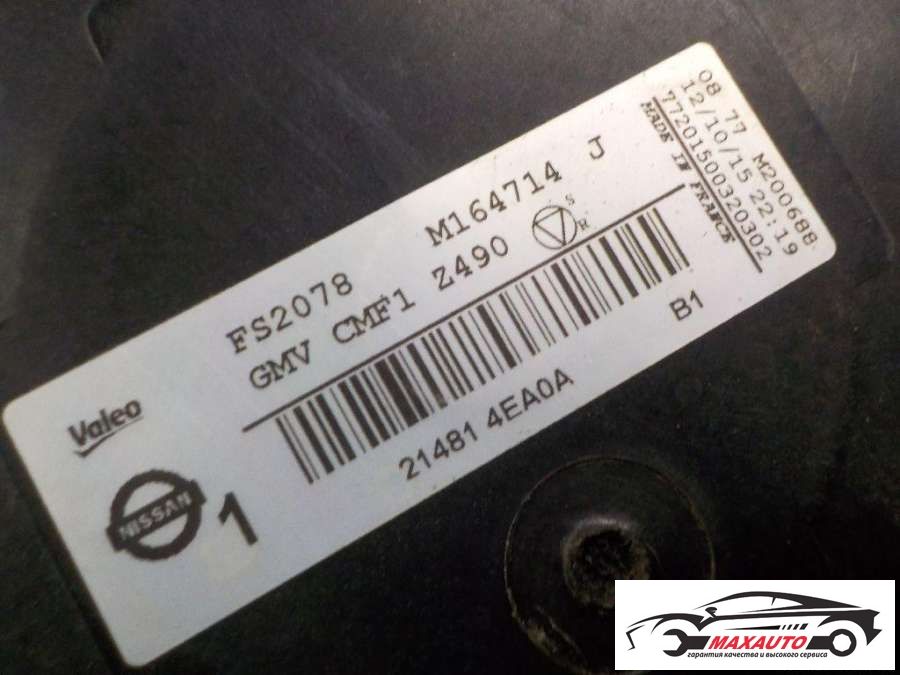 08 77 M200688
12/10/15 22:19
77201500320302
MADE IN FRANCE
FS2078 M164714 J
GMV CMF1 Z490
S
R
B1
21481 4EA0A
Valeo
NISSAN
1
MAXAUTO
гарантия качества и высокого сервиса